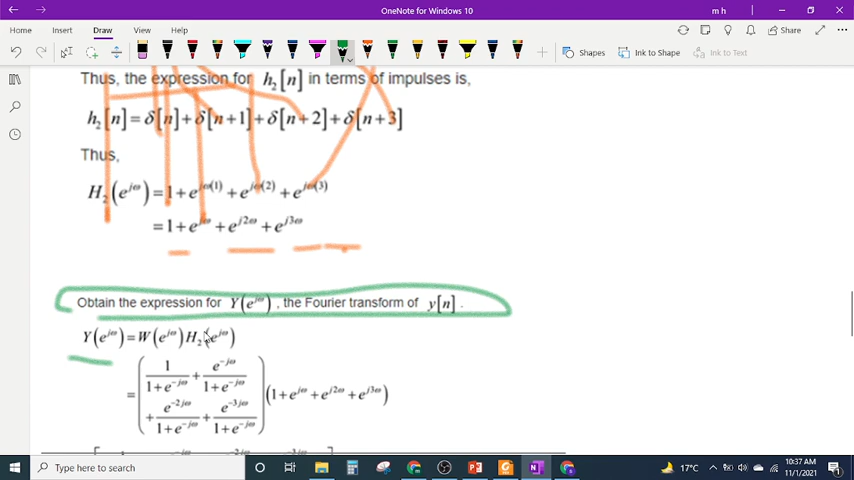 OneNote for Windows 10
m h
Home Insert Draw View Help Share
Shapes Ink to Shape Ink to Text
Thus, the expression for h₂[n] in terms of impulses is,
h₂[n] = δ[n] + δ[n+1] + δ[n+2] + δ[n+3]
Thus,
H₂(e^{jω}) = 1 + e^{jω(1)} + e^{jω(2)} + e^{jω(3)}
= 1 + e^{jω} + e^{j2ω} + e^{j3ω}
Obtain the expression for Y(e^{jω}), the Fourier transform of y[n].
Y(e^{jω}) = W(e^{jω})H₂(e^{jω})
= (1/(1+e^{-jω}) + e^{-jω}/(1+e^{-jω})
+ e^{-2jω}/(1+e^{-jω}) + e^{-3jω}/(1+e^{-jω})) (1 + e^{jω} + e^{j2ω} + e^{j3ω})
Type here to search
17°C
10:37 AM
11/1/2021